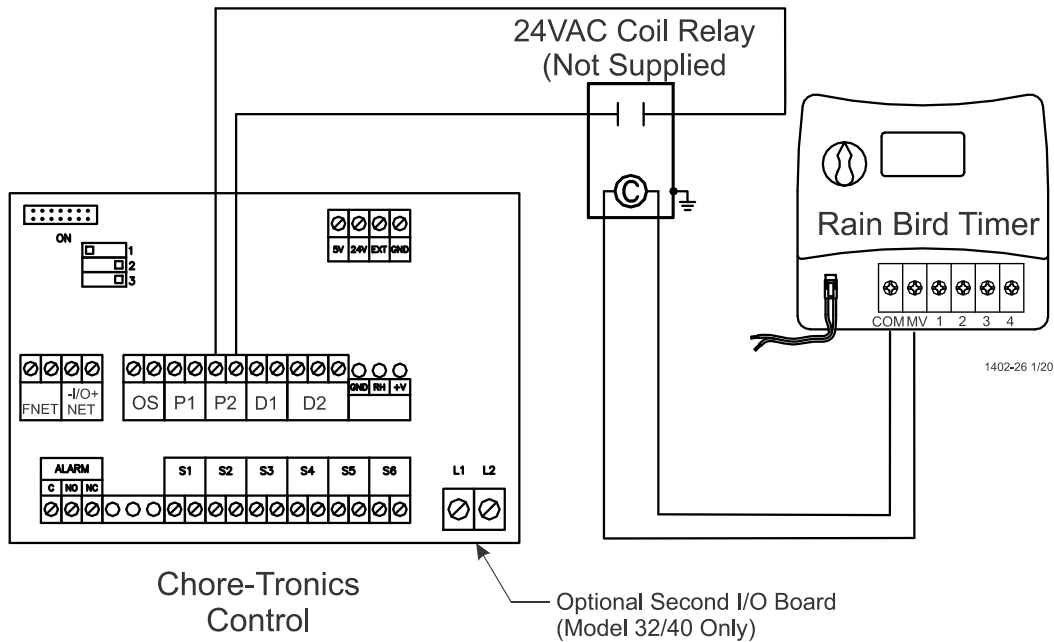 24VAC Coil Relay
(Not Supplied
C
Rain Bird Timer
COM MV 1 2 3 4
1402-26 1/20
ON
1
2
3
5V 24V EXT GND
FNET
-I/O+
NET
OS P1 P2 D1 D2
GND RH +V
ALARM
C NO NC
S1 S2 S3 S4 S5 S6
L1 L2
Chore-Tronics
Control
Optional Second I/O Board
(Model 32/40 Only)